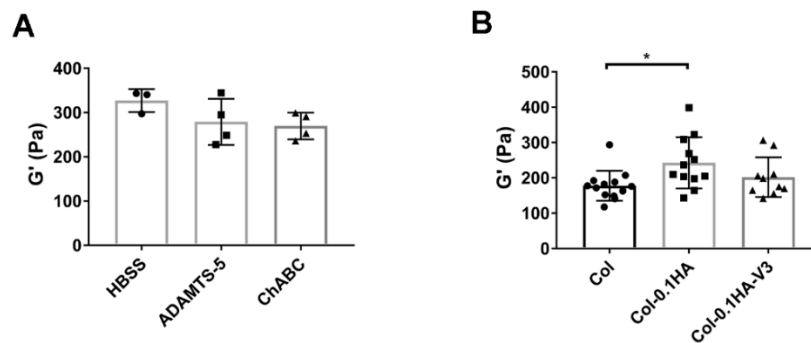 A
G' (Pa)
400
300
200
100
0
HBSS
ADAMTS-5
ChABC
B
*
G' (Pa)
500
400
300
200
100
0
Col
Col-0.1HA
Col-0.1HA-V3